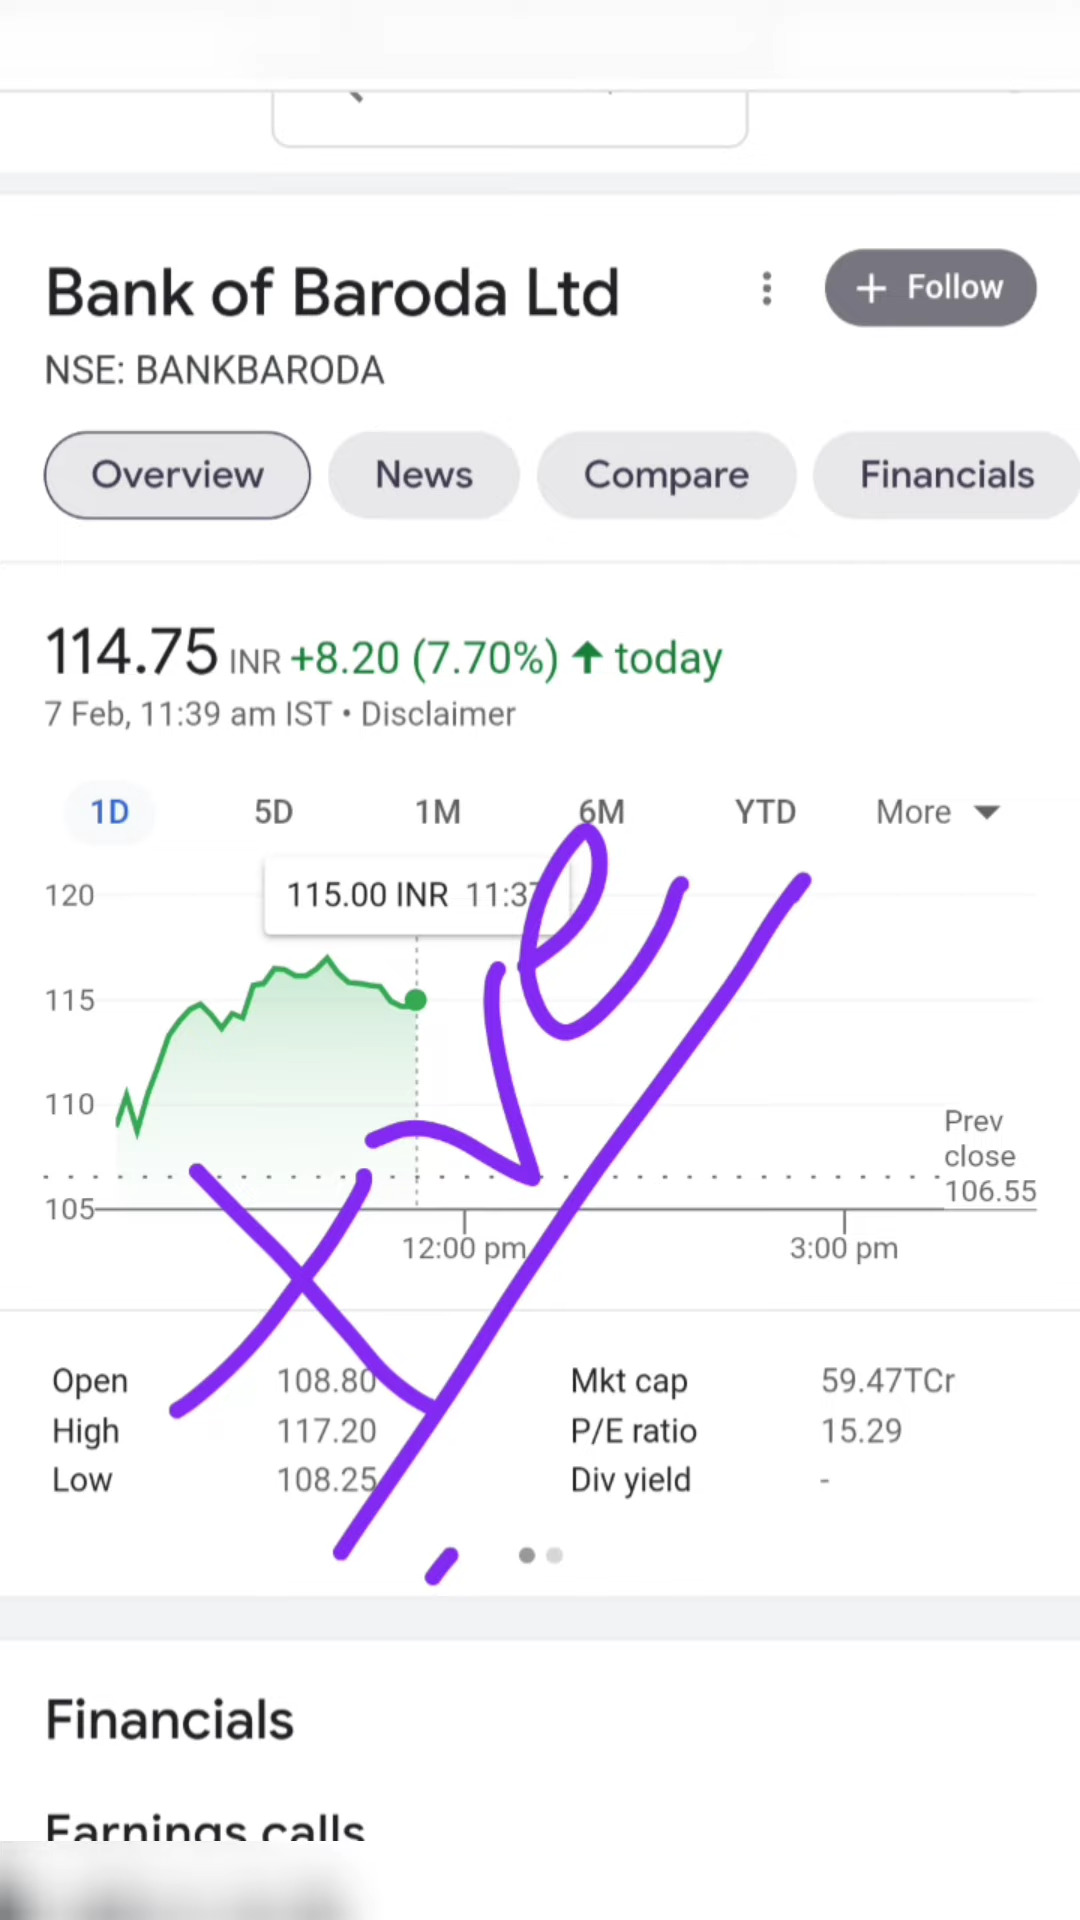 Bank of Baroda Ltd
+ Follow
NSE: BANKBARODA
Overview News Compare Financials
114.75 INR +8.20 (7.70%) ↑ today
7 Feb, 11:39 am IST • Disclaimer
1D 5D 1M 6M YTD More
115.00 INR 11:37
120
115
110
105
Prev
close
106.55
12:00 pm 3:00 pm
Open 108.80 Mkt cap 59.47TCr
High 117.20 P/E ratio 15.29
Low 108.25 Div yield -
Financials
Earnings calls